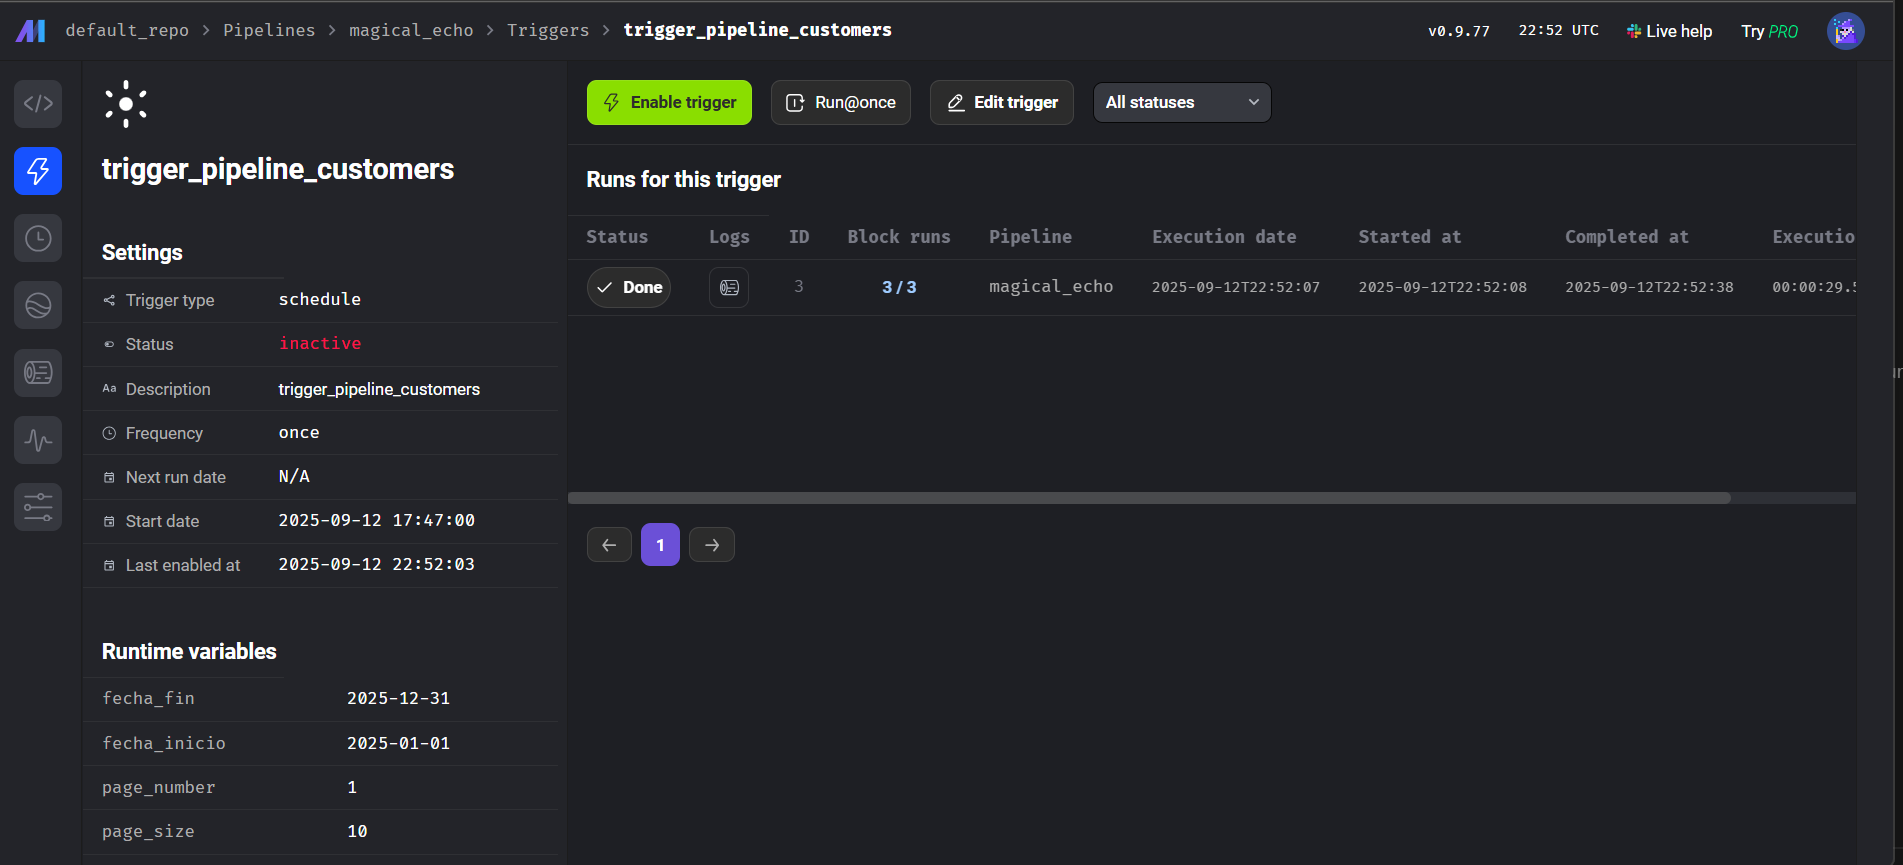 default_repo > Pipelines > magical_echo > Triggers > trigger_pipeline_customers
v0.9.77 22:52 UTC Live help Try PRO
trigger_pipeline_customers
Settings
Trigger type schedule
Status inactive
Aa Description trigger_pipeline_customers
Frequency once
Next run date N/A
Start date 2025-09-12 17:47:00
Last enabled at 2025-09-12 22:52:03
Runtime variables
fecha_fin 2025-12-31
fecha_inicio 2025-01-01
page_number 1
page_size 10
Enable trigger Run@once Edit trigger All statuses
Runs for this trigger
Status Logs ID Block runs Pipeline Execution date Started at Completed at Executio
Done 3 3 / 3 magical_echo 2025-09-12T22:52:07 2025-09-12T22:52:08 2025-09-12T22:52:38 00:00:29.5
1